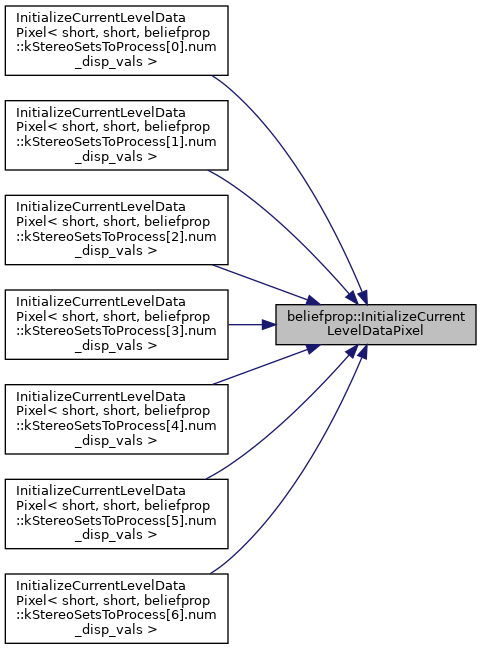 InitializeCurrentLevelData
Pixel< short, short, beliefprop
::kStereoSetsToProcess[0].num
_disp_vals >
InitializeCurrentLevelData
Pixel< short, short, beliefprop
::kStereoSetsToProcess[1].num
_disp_vals >
InitializeCurrentLevelData
Pixel< short, short, beliefprop
::kStereoSetsToProcess[2].num
_disp_vals >
InitializeCurrentLevelData
Pixel< short, short, beliefprop
::kStereoSetsToProcess[3].num
_disp_vals >
beliefprop::InitializeCurrent
LevelDataPixel
InitializeCurrentLevelData
Pixel< short, short, beliefprop
::kStereoSetsToProcess[4].num
_disp_vals >
InitializeCurrentLevelData
Pixel< short, short, beliefprop
::kStereoSetsToProcess[5].num
_disp_vals >
InitializeCurrentLevelData
Pixel< short, short, beliefprop
::kStereoSetsToProcess[6].num
_disp_vals >